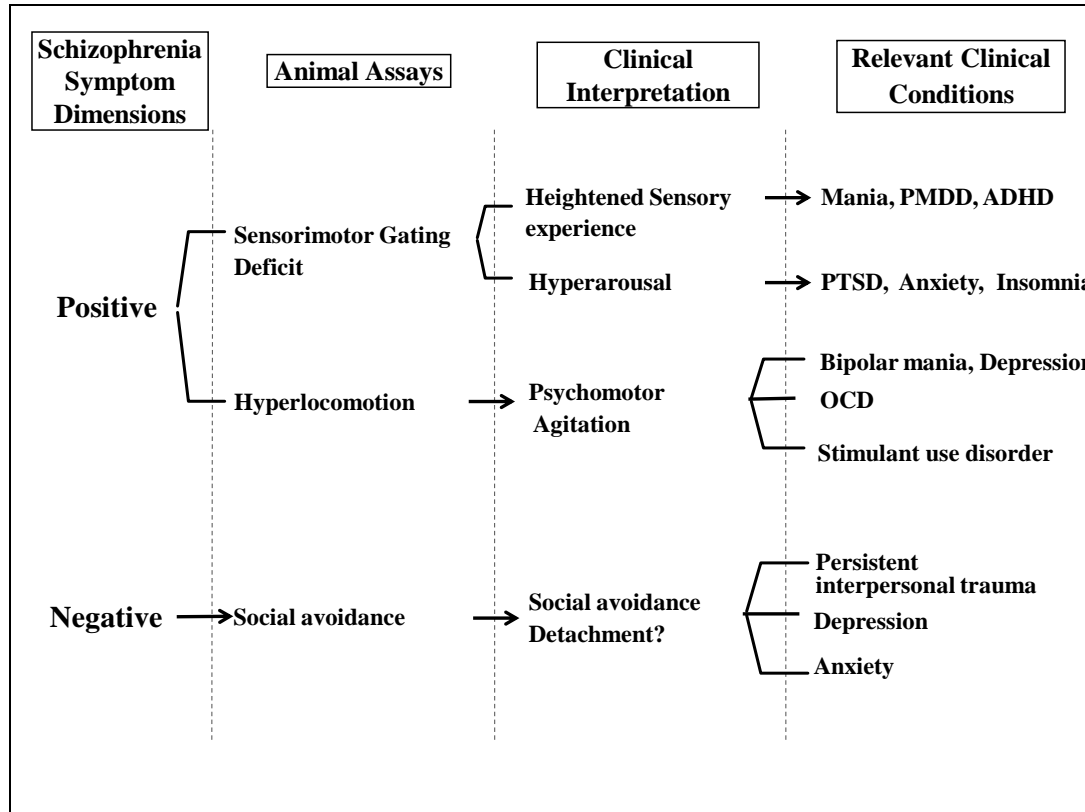 Schizophrenia
Symptom
Dimensions
Animal Assays
Clinical
Interpretation
Relevant Clinical
Conditions
Positive
Sensorimotor Gating
Deficit
Heightened Sensory
experience
Mania, PMDD, ADHD
Hyperarousal
PTSD, Anxiety, Insomnia
Hyperlocomotion
Psychomotor
Agitation
Bipolar mania, Depression
OCD
Stimulant use disorder
Negative
Social avoidance
Social avoidance
Detachment?
Persistent
interpersonal trauma
Depression
Anxiety